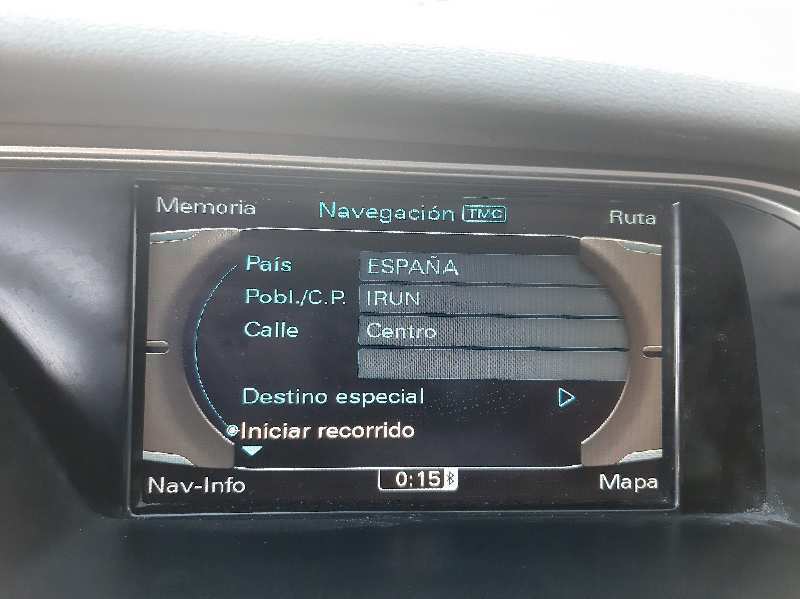 Memoria Navegación TMC Ruta
País ESPAÑA
Pobl./C.P. IRUN
Calle Centro
Destino especial
Iniciar recorrido
Nav-Info 0:15 Mapa